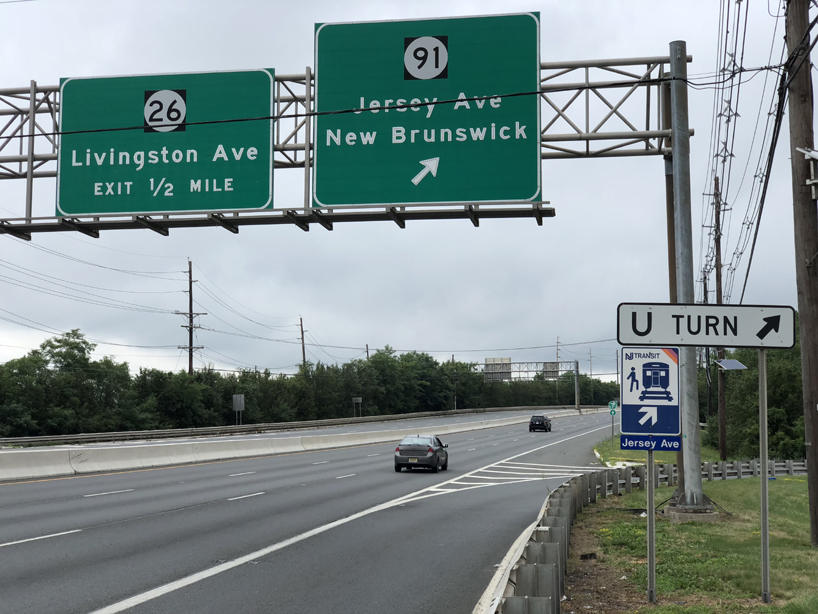 26
Livingston Ave
EXIT 1/2 MILE
91
Jersey Ave
New Brunswick
U TURN
NJ TRANSIT
Jersey Ave